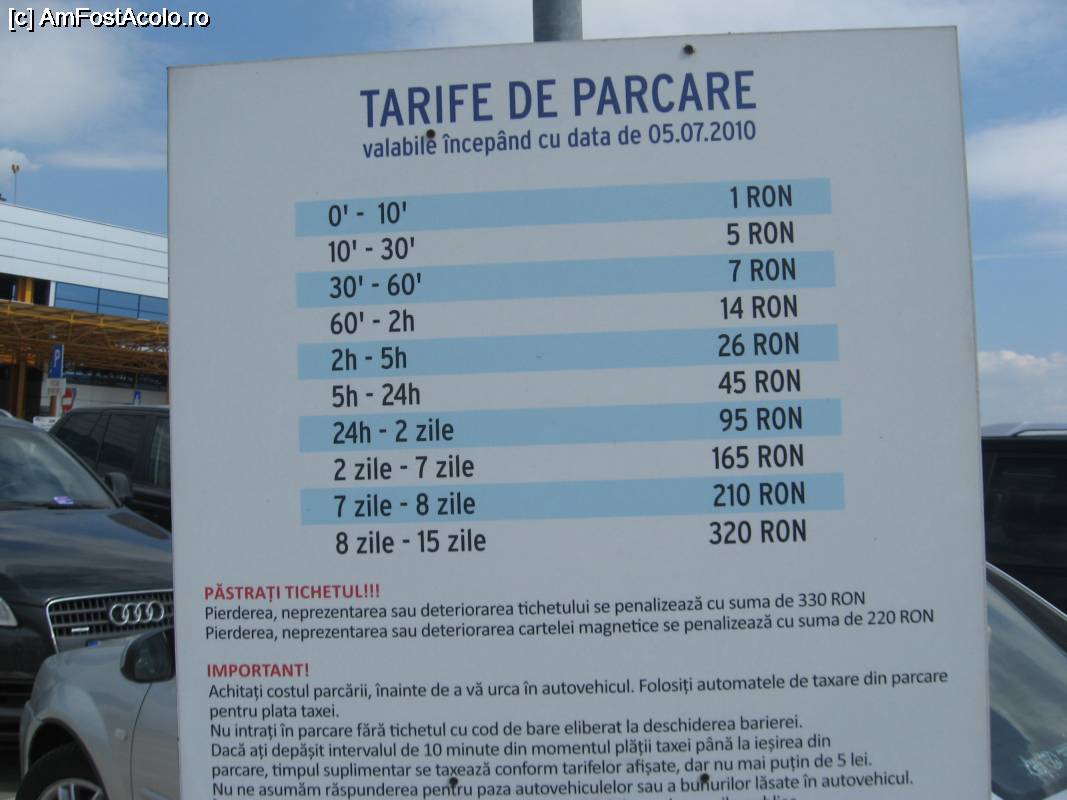 [c] AmFostAcolo.ro
TARIFE DE PARCARE
valabile începând cu data de 05.07.2010
0' - 10' 1 RON
10' - 30' 5 RON
30' - 60' 7 RON
60' - 2h 14 RON
2h - 5h 26 RON
5h - 24h 45 RON
24h - 2 zile 95 RON
2 zile - 7 zile 165 RON
7 zile - 8 zile 210 RON
8 zile - 15 zile 320 RON
PĂSTRAȚI TICHETUL!!!
Pierderea, neprezentarea sau deteriorarea tichetului se penalizează cu suma de 330 RON
Pierderea, neprezentarea sau deteriorarea cartelei magnetice se penalizează cu suma de 220 RON
IMPORTANT!
Achitați costul parcării, înainte de a vă urca în autovehicul. Folosiți automatele de taxare din parcare
pentru plata taxei.
Nu intrați în parcare fără tichetul cu cod de bare eliberat la deschiderea barierei.
Dacă ați depășit intervalul de 10 minute din momentul plății taxei până la ieșirea din
parcare, timpul suplimentar se taxează conform tarifelor afișate, dar nu mai puțin de 5 lei.
Nu ne asumăm răspunderea pentru paza autovehiculelor sau a bunurilor lăsate în autovehicul.
P